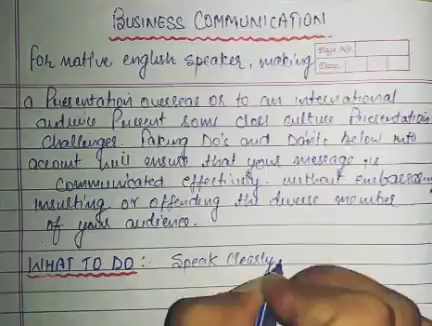 BUSINESS COMMUNICATION
for native english speaker, making
Page No.
Date
a Presentation overseas or to an international
audience Present some cross culture Presentation
challenges. Taking Do's and Don'ts below into
account will ensure that your message is
communicated effectively. without embarrassing
insulting or offending the diverse member
of your audience.
WHAT TO DO:- Speak Clearly,